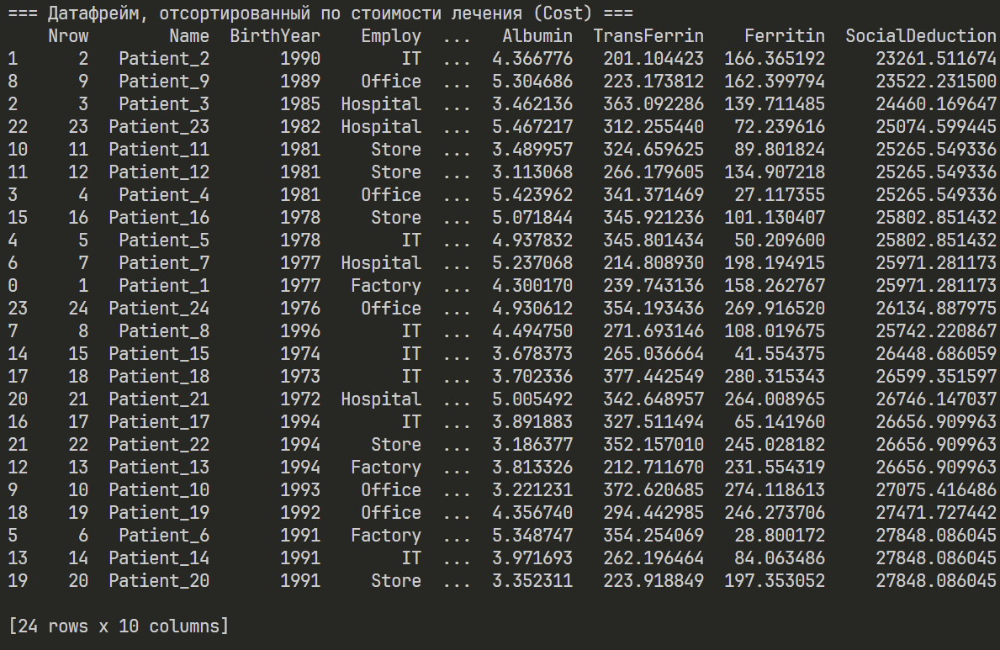 === Датафрейм, отсортированный по стоимости лечения (Cost) ===
Nrow Name BirthYear Employ ... Albumin TransFerrin Ferritin SocialDeduction
1 2 Patient_2 1990 IT ... 4.366776 201.104423 166.365192 23261.511674
8 9 Patient_9 1989 Office ... 5.304686 223.173812 162.399794 23522.231500
2 3 Patient_3 1985 Hospital ... 3.462136 363.092286 139.711485 24460.169647
22 23 Patient_23 1982 Hospital ... 5.467217 312.255440 72.239616 25074.599445
10 11 Patient_11 1981 Store ... 3.489957 324.659625 89.801824 25265.549336
11 12 Patient_12 1981 Store ... 3.113068 266.179605 134.907218 25265.549336
3 4 Patient_4 1981 Office ... 5.423962 341.371469 27.117355 25265.549336
15 16 Patient_16 1978 Store ... 5.071844 345.921236 101.130407 25802.851432
4 5 Patient_5 1978 IT ... 4.937832 345.801434 50.209600 25802.851432
6 7 Patient_7 1977 Hospital ... 5.237068 214.808930 198.194915 25971.281173
0 1 Patient_1 1977 Factory ... 4.300170 239.743136 158.262767 25971.281173
23 24 Patient_24 1976 Office ... 4.930612 354.193436 269.916520 26134.887975
7 8 Patient_8 1996 IT ... 4.494750 271.693146 108.019675 25742.220867
14 15 Patient_15 1974 IT ... 3.678373 265.036664 41.554375 26448.686059
17 18 Patient_18 1973 IT ... 3.702336 377.442549 280.315343 26599.351597
20 21 Patient_21 1972 Hospital ... 5.005492 342.648957 264.008965 26746.147037
16 17 Patient_17 1994 IT ... 3.891883 327.511494 65.141960 26656.909963
21 22 Patient_22 1994 Store ... 3.186377 352.157010 245.028182 26656.909963
12 13 Patient_13 1994 Factory ... 3.813326 212.711670 231.554319 26656.909963
9 10 Patient_10 1993 Office ... 3.221231 372.620685 274.118613 27075.416486
18 19 Patient_19 1992 Office ... 4.356740 294.442985 246.273706 27471.727442
5 6 Patient_6 1991 Factory ... 5.348747 354.254069 28.800172 27848.086045
13 14 Patient_14 1991 IT ... 3.971693 262.196464 84.063486 27848.086045
19 20 Patient_20 1991 Store ... 3.352311 223.918849 197.353052 27848.086045
[24 rows x 10 columns]